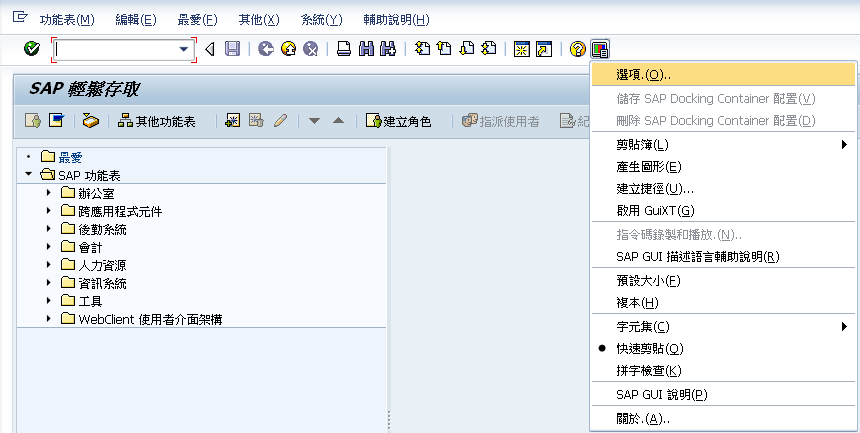 功能表(M) 編輯(E) 最愛(F) 其他(X) 系統(Y) 輔助說明(H)
SAP 輕鬆存取
其他功能表 建立角色 指派使用者 紀
最愛
SAP 功能表
辦公室
跨應用程式元件
後勤系統
會計
人力資源
資訊系統
工具
WebClient 使用者介面架構
選項.(O)..
儲存 SAP Docking Container 配置(V)
刪除 SAP Docking Container 配置(D)
剪貼簿(L)
產生圖形(E)
建立捷徑(U)...
啟用 GuiXT(G)
指令碼錄製和播放.(N)..
SAP GUI 描述語言輔助說明(R)
預設大小(F)
複本(H)
字元集(C)
快速剪貼(Q)
拼字檢查(K)
SAP GUI 說明(P)
關於.(A)..